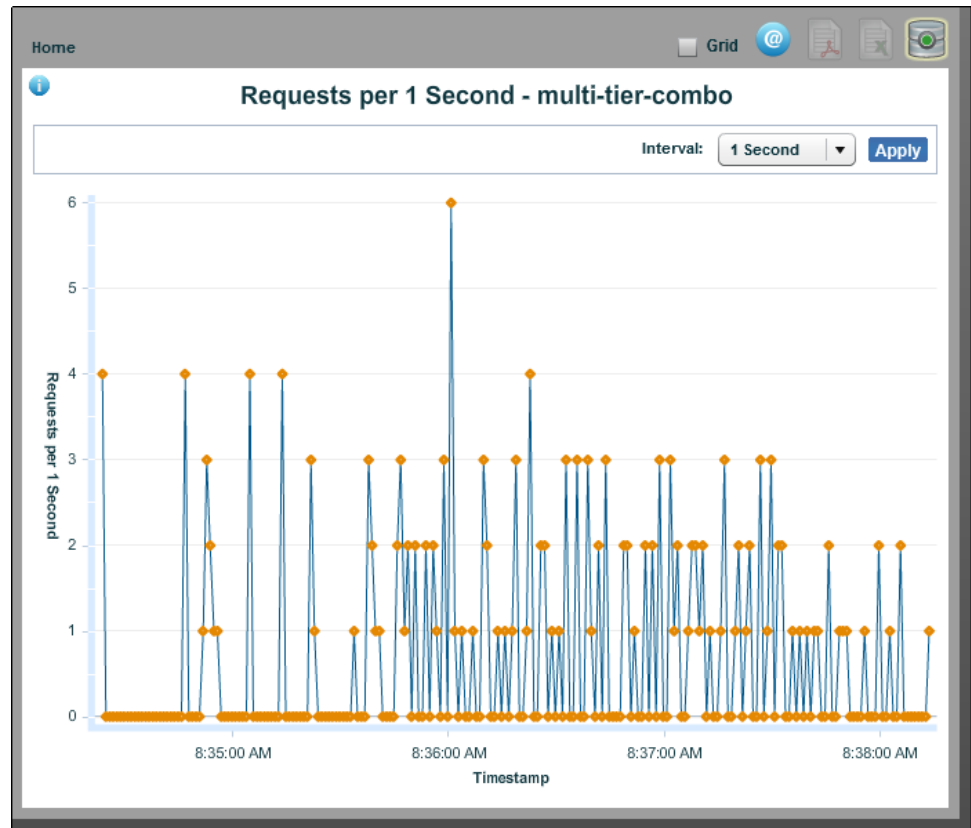 Home
Grid
@
i
Requests per 1 Second - multi-tier-combo
Interval: 1 Second Apply
6
5
4
3
2
1
0
Requests per 1 Second
8:35:00 AM 8:36:00 AM 8:37:00 AM 8:38:00 AM
Timestamp